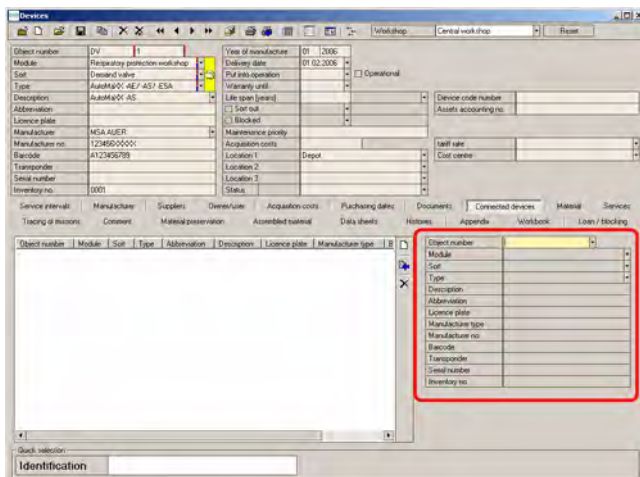 Devices
Workshop Central workshop Reset
Object number DV 1 Year of manufacture 01 2006
Module Respiratory protection workshop Delivery date 01.02.2006
Sort Demand valve Put into operation Operational
Type AutoMaXX-AE/-AS/-ESA Warranty until
Description AutoMaXX-AS Life span [years] Device code number
Abbreviation Sort out Assets accounting no.
Licence plate Blocked
Manufacturer MSA AUER Maintenance priority
Manufacturer no. Acquisition costs tariff rate
Barcode A123456789 Location 1 Depot Cost centre
Transponder Location 2
Serial number Location 3
Inventory no. 0001 Status
Service intervals Manufacturer Suppliers Owner/user Acquisition costs Purchasing dates Documents Connected devices Material Services
Tracing of missions Comment Material preservation Assembled material Data sheets Histories Appendix Workbook Loan / blocking
Object number Module Sort Type Abbreviation Description Licence plate Manufacture type
Object number
Module
Sort
Type
Description
Abbreviation
Licence plate
Manufacture type
Manufacture no.
Barcode
Transponder
Serial number
Inventory no.
Quick selection
Identification